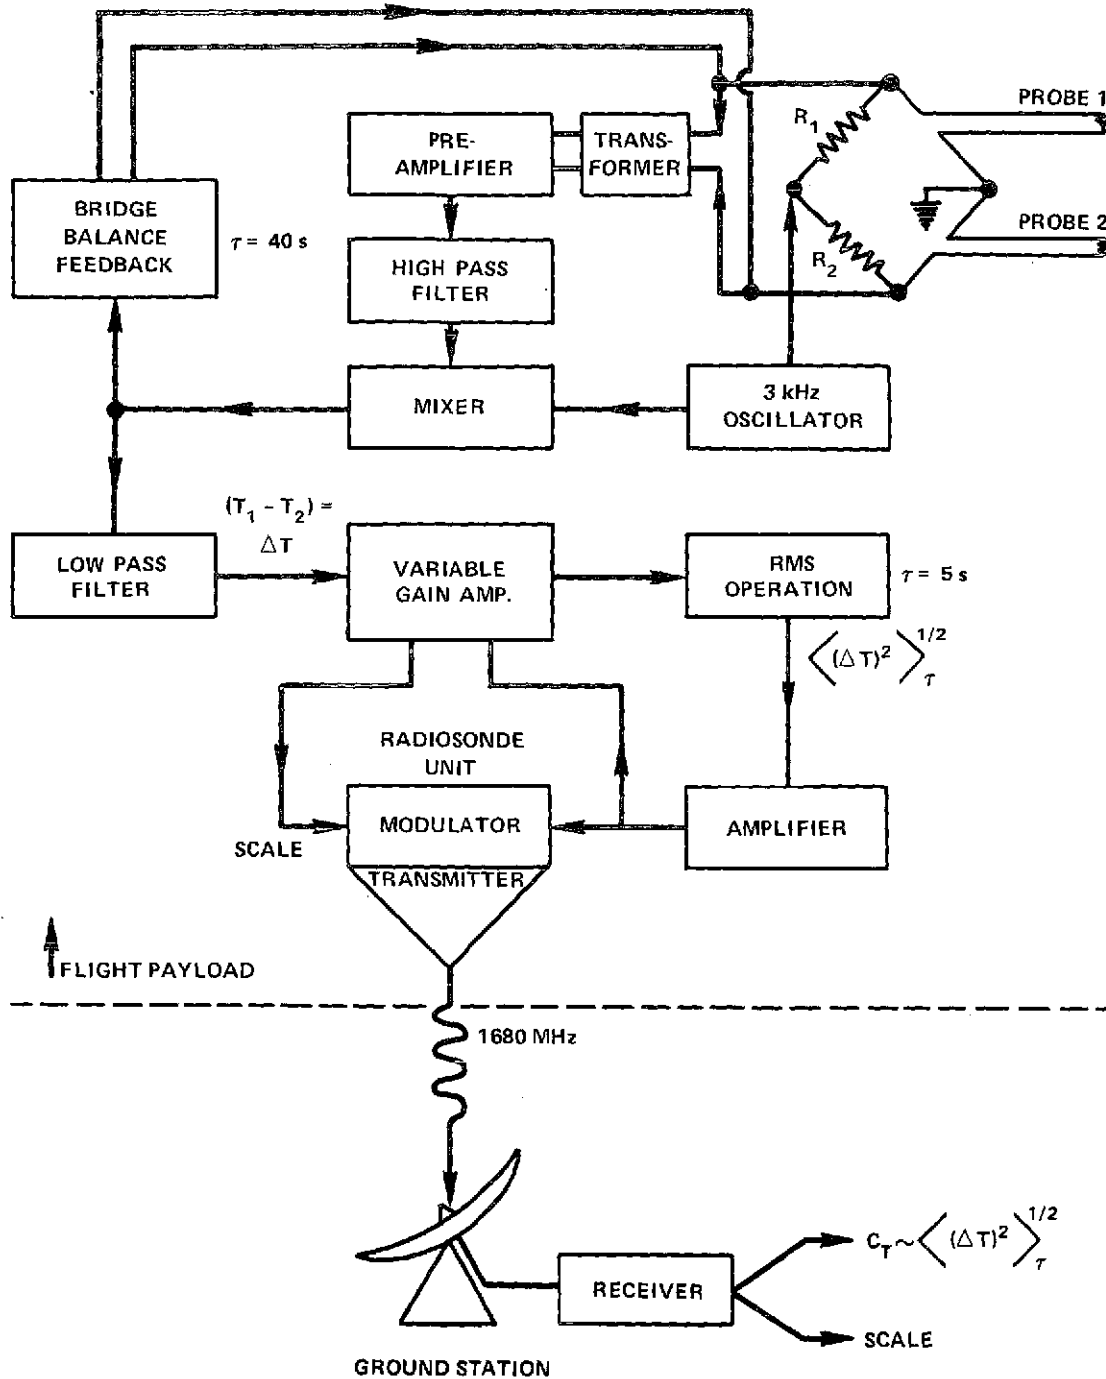 PROBE 1
R1
PRE-
AMPLIFIER
TRANS-
FORMER
BRIDGE
BALANCE
FEEDBACK
τ = 40 s
HIGH PASS
FILTER
PROBE 2
R2
MIXER
3 kHz
OSCILLATOR
(T1 - T2) =
ΔT
LOW PASS
FILTER
VARIABLE
GAIN AMP.
RMS
OPERATION
τ = 5 s
⟨(ΔT)²⟩τ^1/2
RADIOSONDE
UNIT
MODULATOR
AMPLIFIER
SCALE
TRANSMITTER
FLIGHT PAYLOAD
1680 MHz
CT ~ ⟨(ΔT)²⟩τ^1/2
RECEIVER
SCALE
GROUND STATION